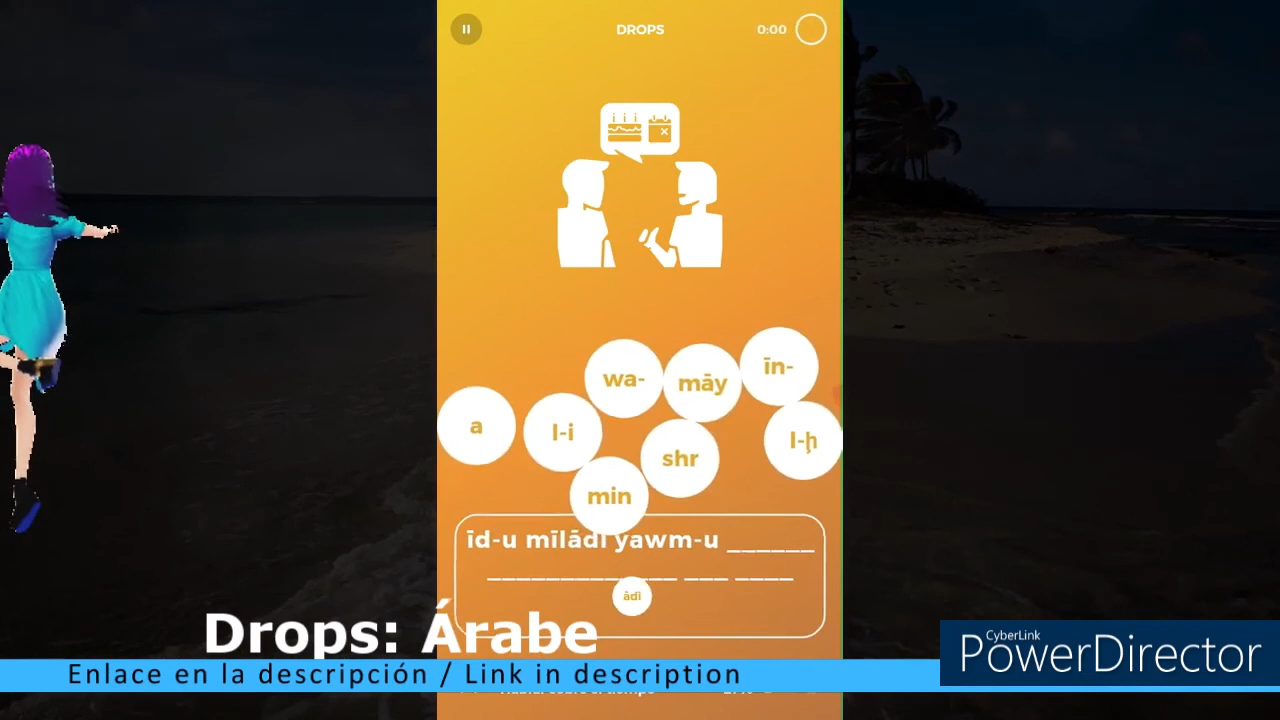 DROPS
0:00
wa-
māy
īn-
a
l-i
shr
l-ḩ
min
īd-u mīlādī yawm-u ______
_____________ ___ ____
ādī
Drops: Árabe
Enlace en la descripción / Link in description
CyberLink
PowerDirector